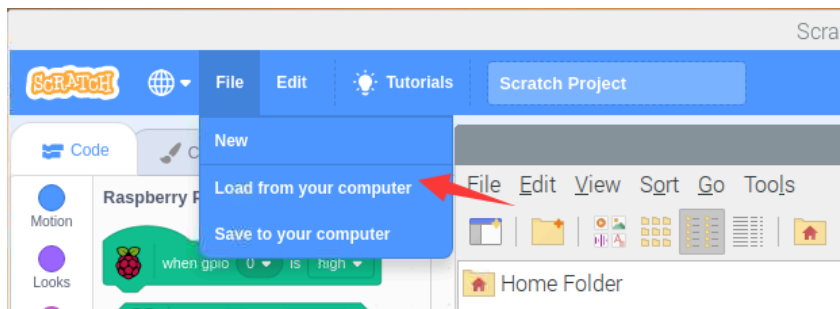 Scra
SCRATCH File Edit Tutorials Scratch Project
New
Load from your computer
Save to your computer
Code C
Motion
Looks
Raspberry P
when gpio 0 is high
File Edit View Sort Go Tools
Home Folder